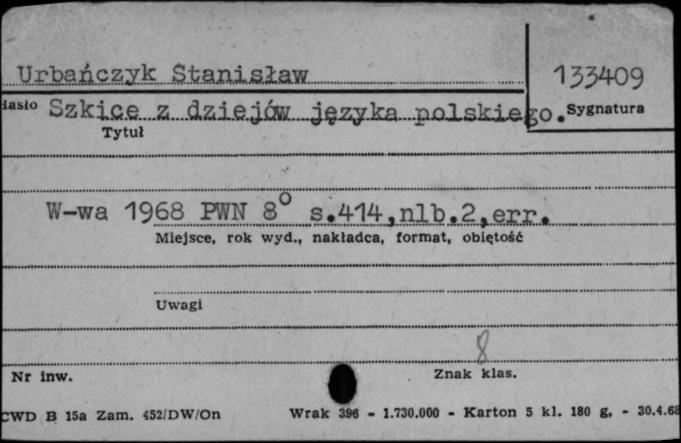 Urbańczyk Stanisław
133409
Hasło Szkice z dziejów języka polskiego. Sygnatura
Tytuł
W-wa 1968 PWN 8° s.414,nlb.2,err.
Miejsce, rok wyd., nakładca, format, objętość
Uwagi
8
Nr inw.
Znak klas.
CWD B 15a Zam. 452/DW/On Wrak 396 - 1.730.000 - Karton 5 kl. 180 g. - 30.4.68